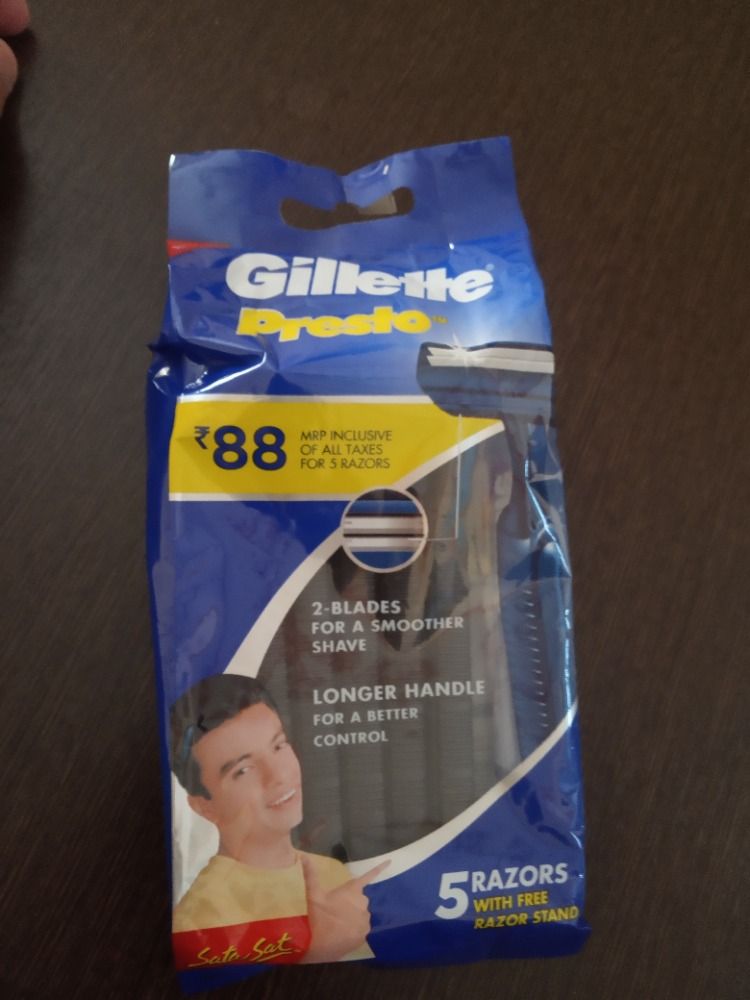 Gillette®
Presto™
₹88
MRP INCLUSIVE
OF ALL TAXES
FOR 5 RAZORS
2-BLADES
FOR A SMOOTHER
SHAVE
LONGER HANDLE
FOR A BETTER
CONTROL
5 RAZORS
WITH FREE
RAZOR STAND
Sata Sat